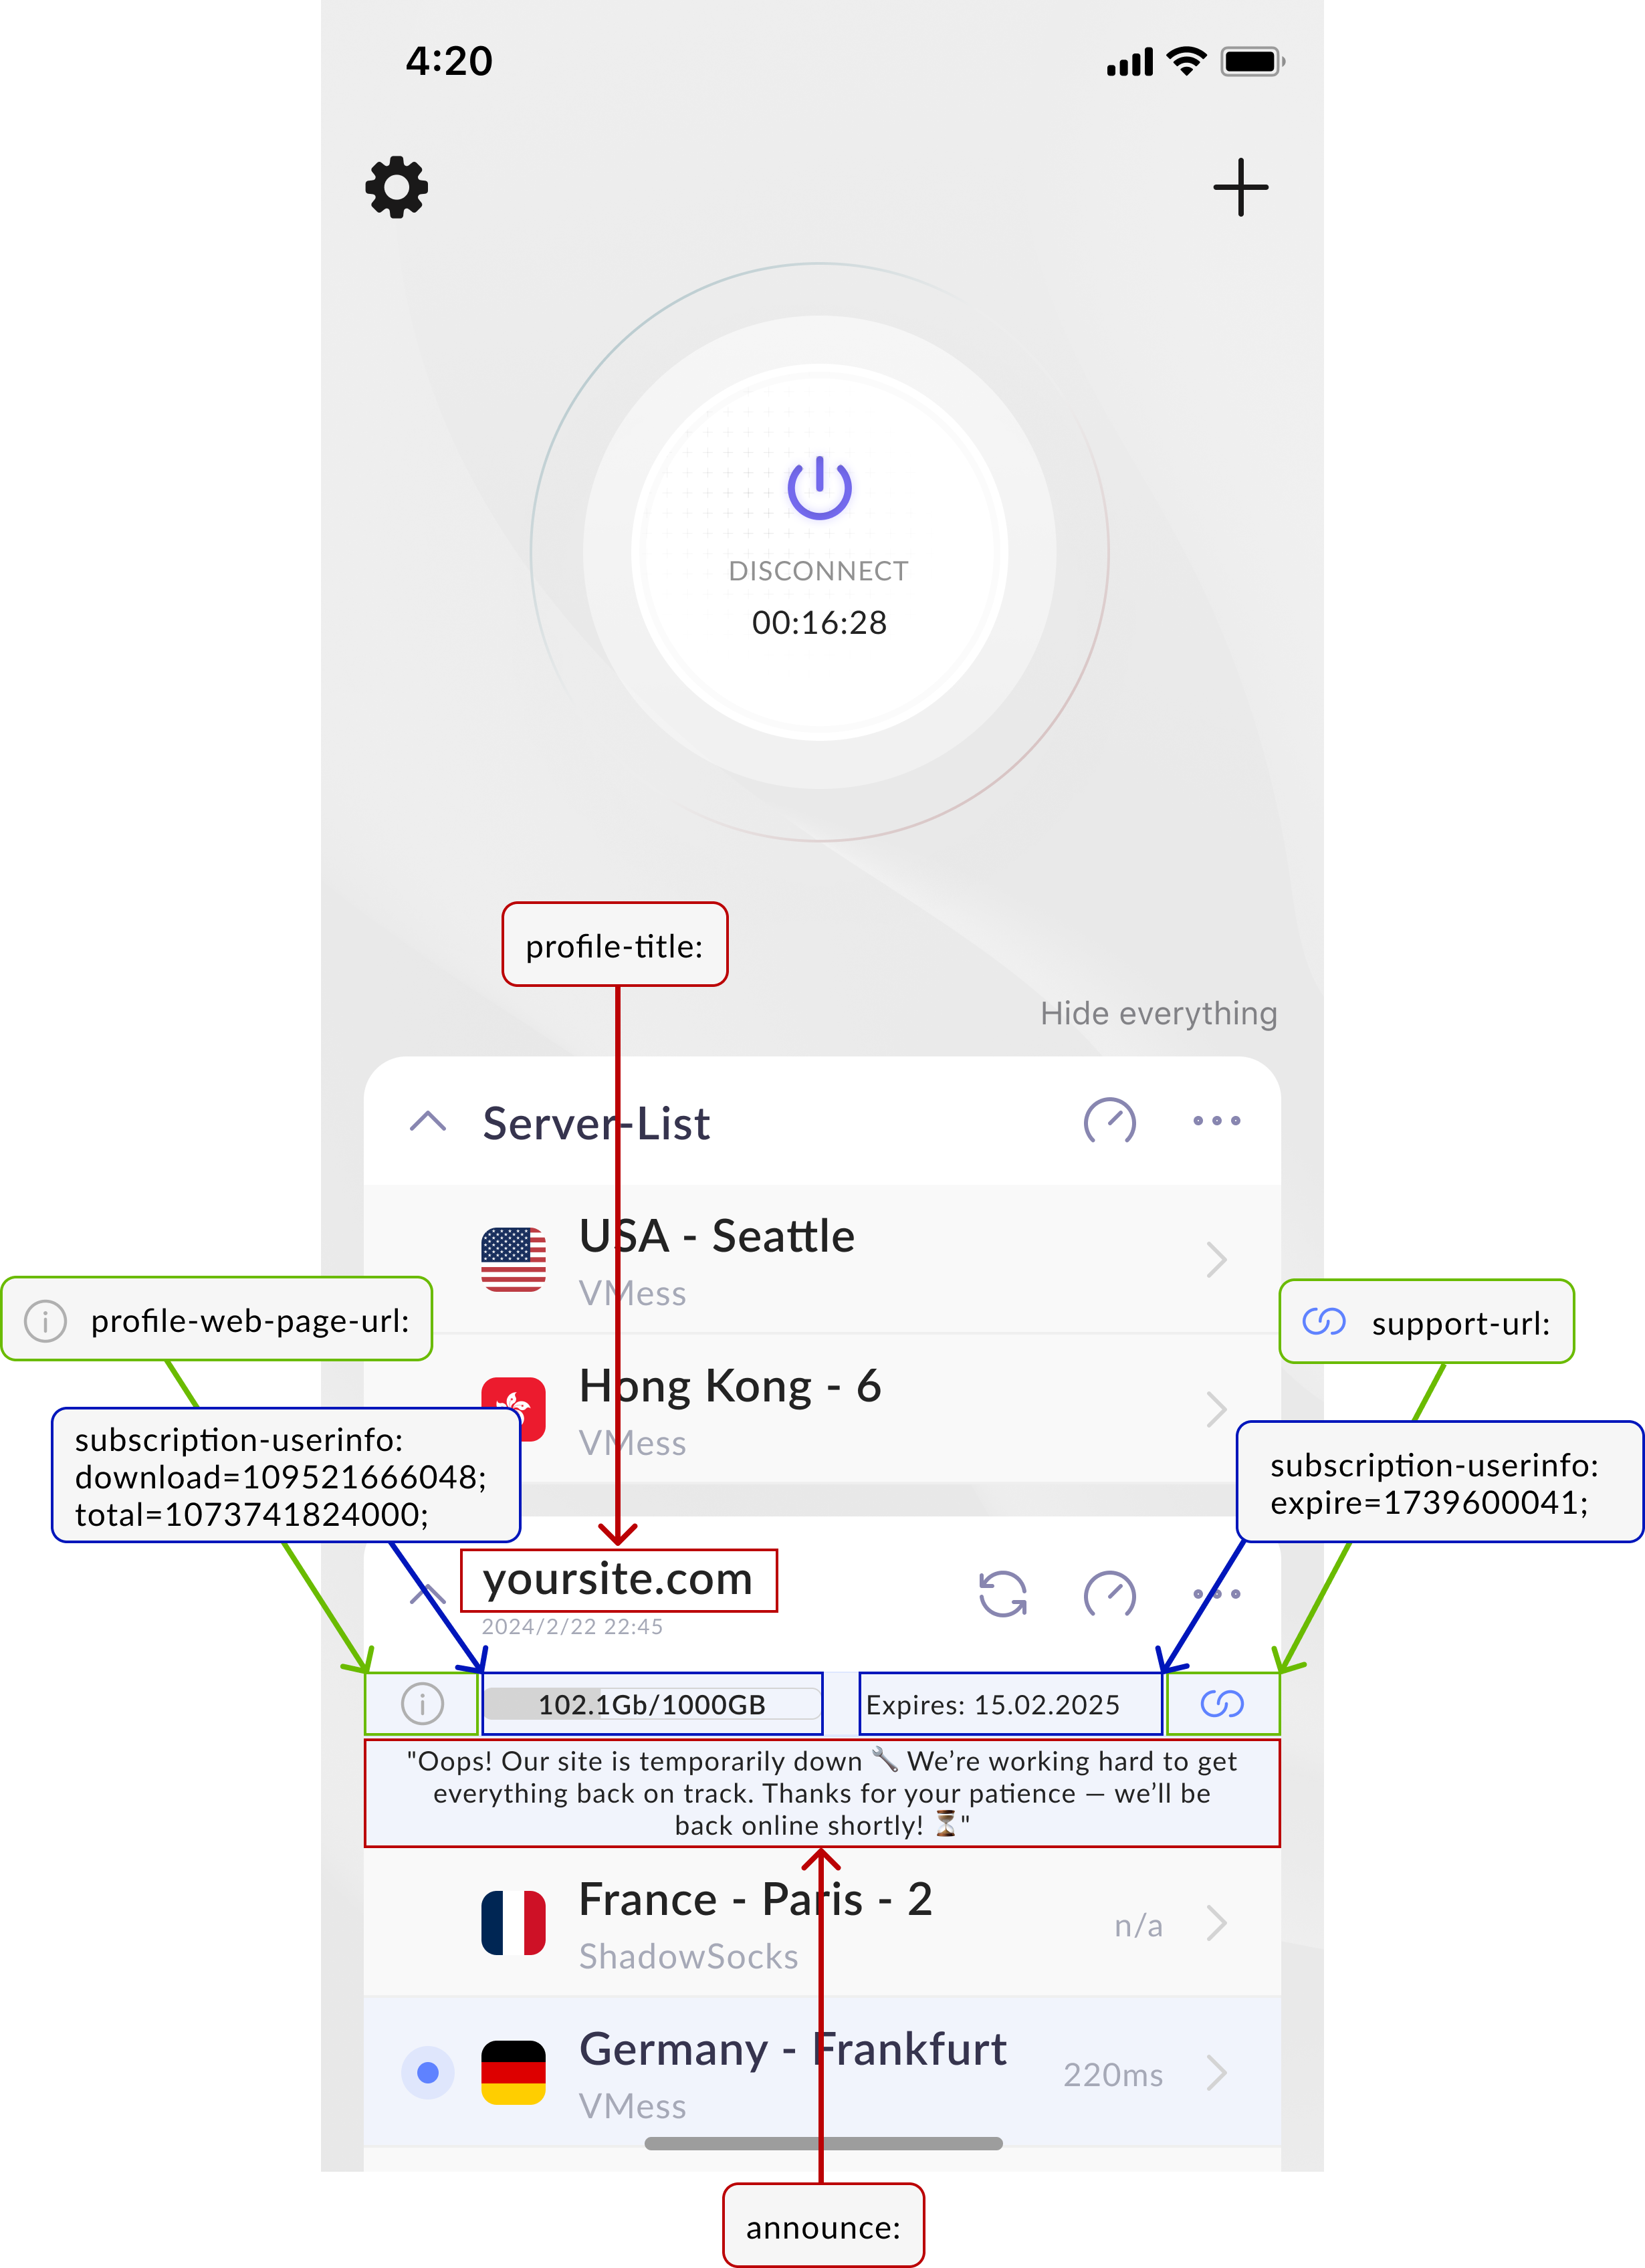 4:20
DISCONNECT
00:16:28
profile-title:
Hide everything
Server-List
USA - Seattle
VMess
profile-web-page-url:
support-url:
Hong Kong - 6
VMess
subscription-userinfo:
download=109521666048;
total=1073741824000;
subscription-userinfo:
expire=1739600041;
yoursite.com
2024/2/22 22:45
102.1Gb/1000GB
Expires: 15.02.2025
"Oops! Our site is temporarily down 🔧 We’re working hard to get
everything back on track. Thanks for your patience — we’ll be
back online shortly! ⏳"
France - Paris - 2
ShadowSocks
n/a
Germany - Frankfurt
VMess
220ms
announce: